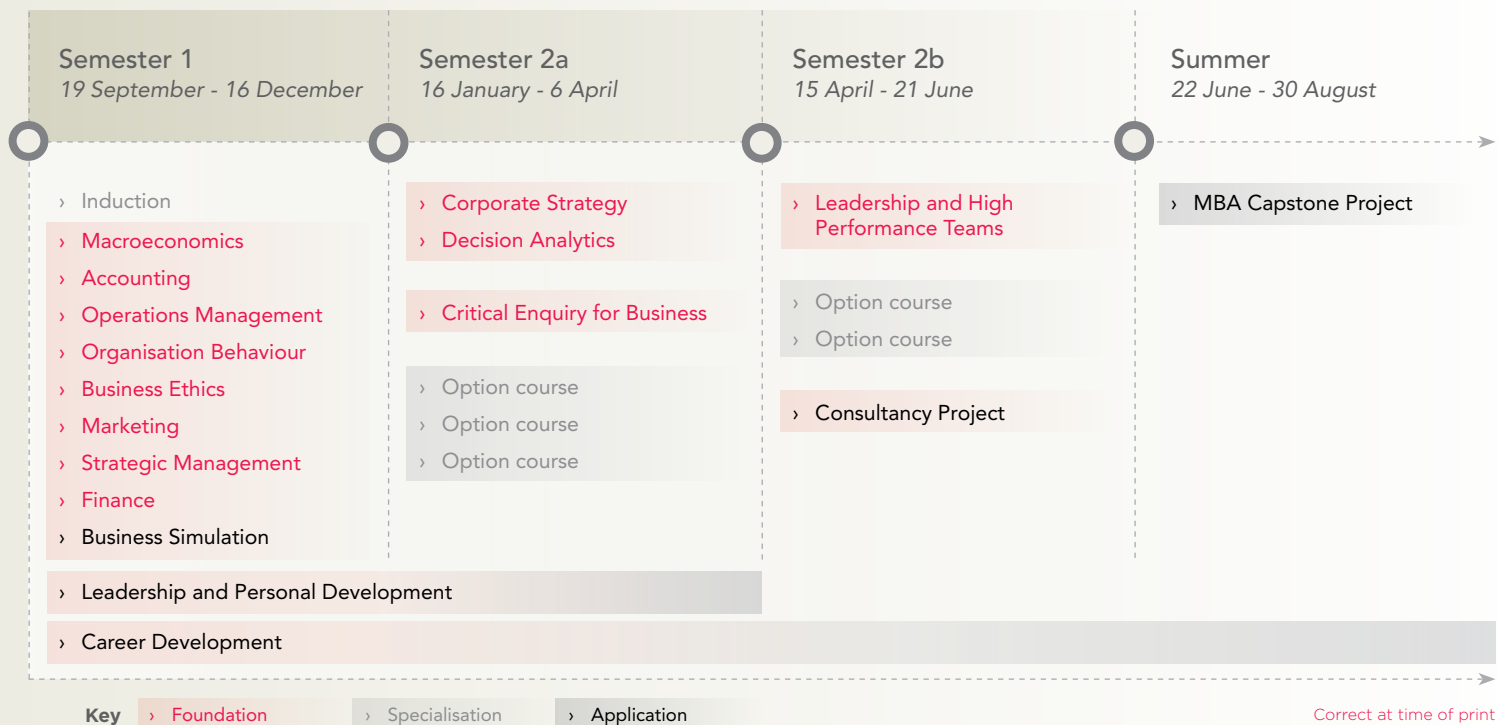 Semester 1
19 September - 16 December
Semester 2a
16 January - 6 April
Semester 2b
15 April - 21 June
Summer
22 June - 30 August
› Induction
› Macroeconomics
› Accounting
› Operations Management
› Organisation Behaviour
› Business Ethics
› Marketing
› Strategic Management
› Finance
› Business Simulation
› Corporate Strategy
› Decision Analytics
› Critical Enquiry for Business
› Option course
› Option course
› Option course
› Leadership and High
Performance Teams
› Option course
› Option course
› Consultancy Project
› MBA Capstone Project
› Leadership and Personal Development
› Career Development
Key › Foundation › Specialisation › Application
Correct at time of print